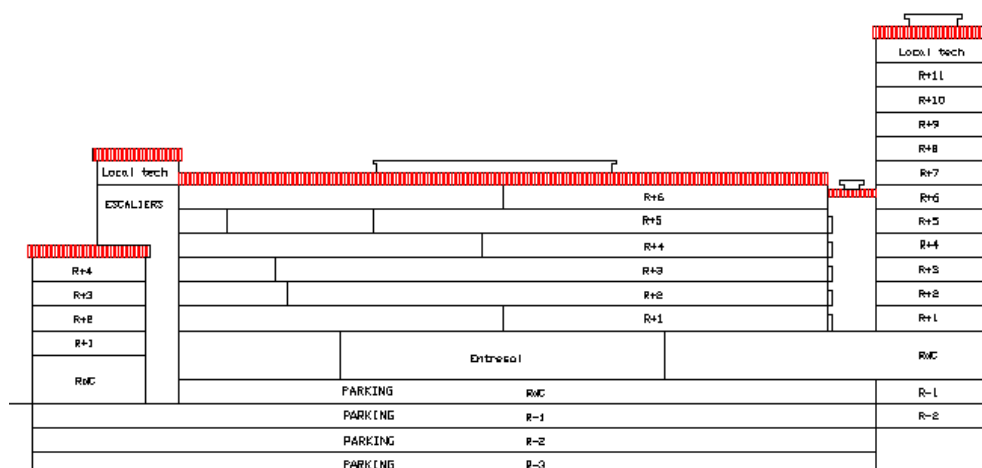 Local tech
R+11
R+10
R+9
R+8
R+7
R+6
R+5
R+4
R+3
R+2
R+1
RdC
R-1
R-2
Local tech
ESCALIERS
R+4
R+3
R+2
R+1
RdC
R+6
R+5
R+4
R+3
R+2
R+1
Entresol
PARKING RdC
PARKING R-1
PARKING R-2
PARKING R-3